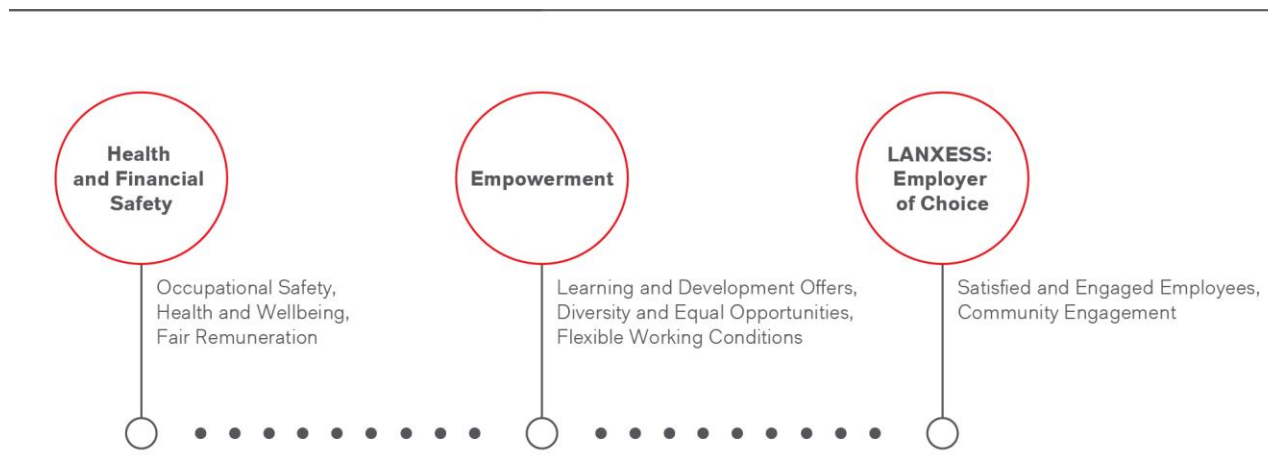 Health
and Financial
Safety
Occupational Safety,
Health and Wellbeing,
Fair Remuneration
Empowerment
Learning and Development Offers,
Diversity and Equal Opportunities,
Flexible Working Conditions
LANXESS:
Employer
of Choice
Satisfied and Engaged Employees,
Community Engagement